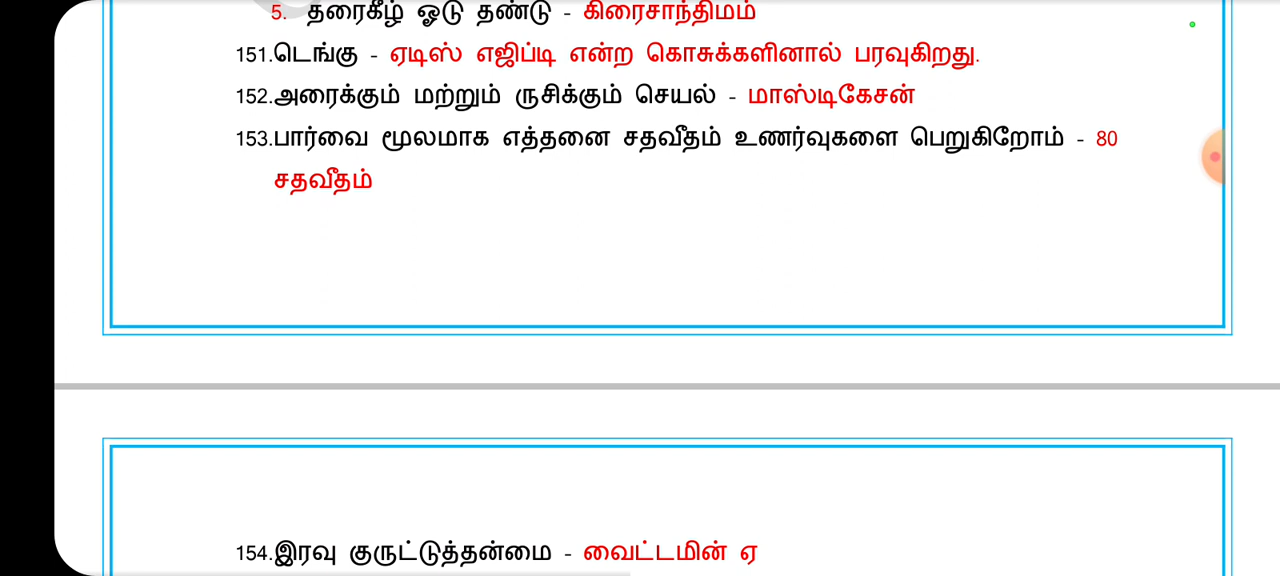 5. தரைகீழ் ஓடு தண்டு - கிரைசாந்திமம்
151.டெங்கு - ஏடிஸ் எஜிப்டி என்ற கொசுக்களினால் பரவுகிறது.
152.அரைக்கும் மற்றும் ருசிக்கும் செயல் - மாஸ்டிகேசன்
153.பார்வை மூலமாக எத்தனை சதவீதம் உணர்வுகளை பெறுகிறோம் - 80
சதவீதம்
154.இரவு குருட்டுத்தன்மை - வைட்டமின் ஏ